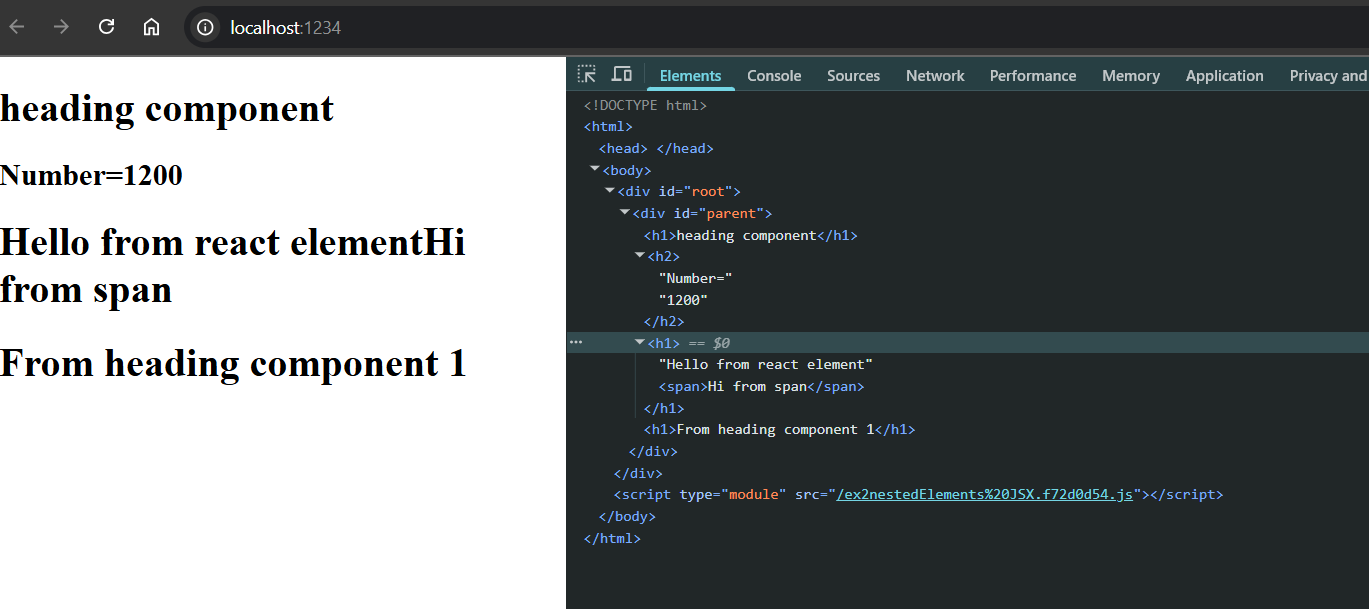 localhost:1234
heading component
Number=1200
Hello from react elementHi
from span
From heading component 1
Elements Console Sources Network Performance Memory Application Privacy and
<!DOCTYPE html>
<html>
<head> </head>
<body>
<div id="root">
<div id="parent">
<h1>heading component</h1>
<h2>
"Number="
"1200"
</h2>
<h1> == $0
"Hello from react element"
<span>Hi from span</span>
</h1>
<h1>From heading component 1</h1>
</div>
</div>
<script type="module" src="/ex2nestedElements%20JSX.f72d0d54.js"></script>
</body>
</html>